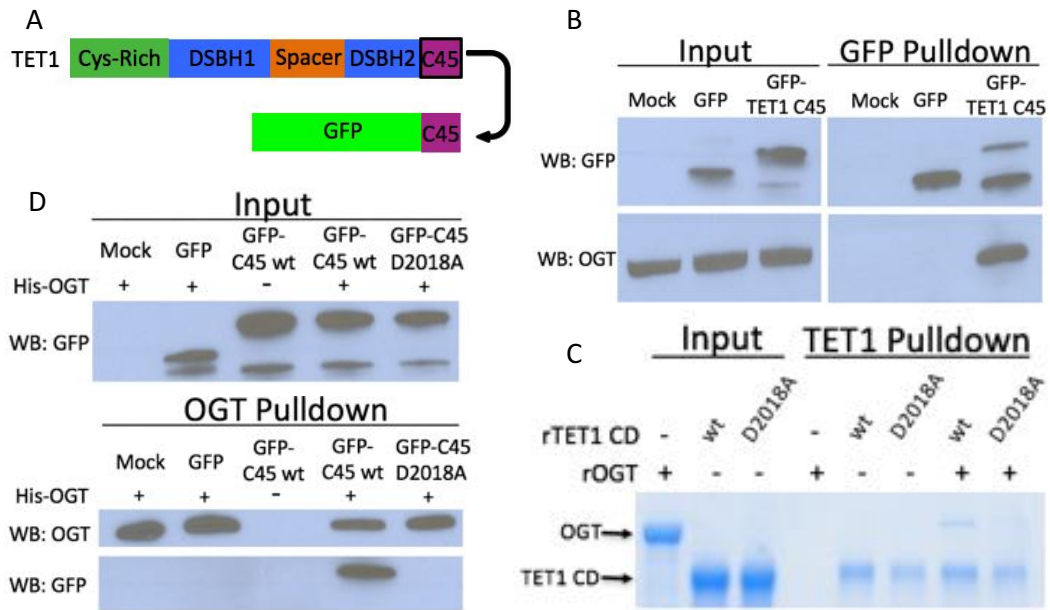 A
TET1 Cys-Rich DSBH1 Spacer DSBH2 C45
GFP C45
B
Input GFP Pulldown
Mock GFP GFP-TET1 C45 Mock GFP GFP-TET1 C45
WB: GFP
WB: OGT
D
Input
Mock GFP GFP-C45 wt GFP-C45 wt GFP-C45 D2018A
His-OGT + + - + +
WB: GFP
OGT Pulldown
Mock GFP GFP-C45 wt GFP-C45 wt GFP-C45 D2018A
His-OGT + + - + +
WB: OGT
WB: GFP
C
Input TET1 Pulldown
rTET1 CD - wt D2018A - wt D2018A wt D2018A
rOGT + - - + - - + +
OGT
TET1 CD